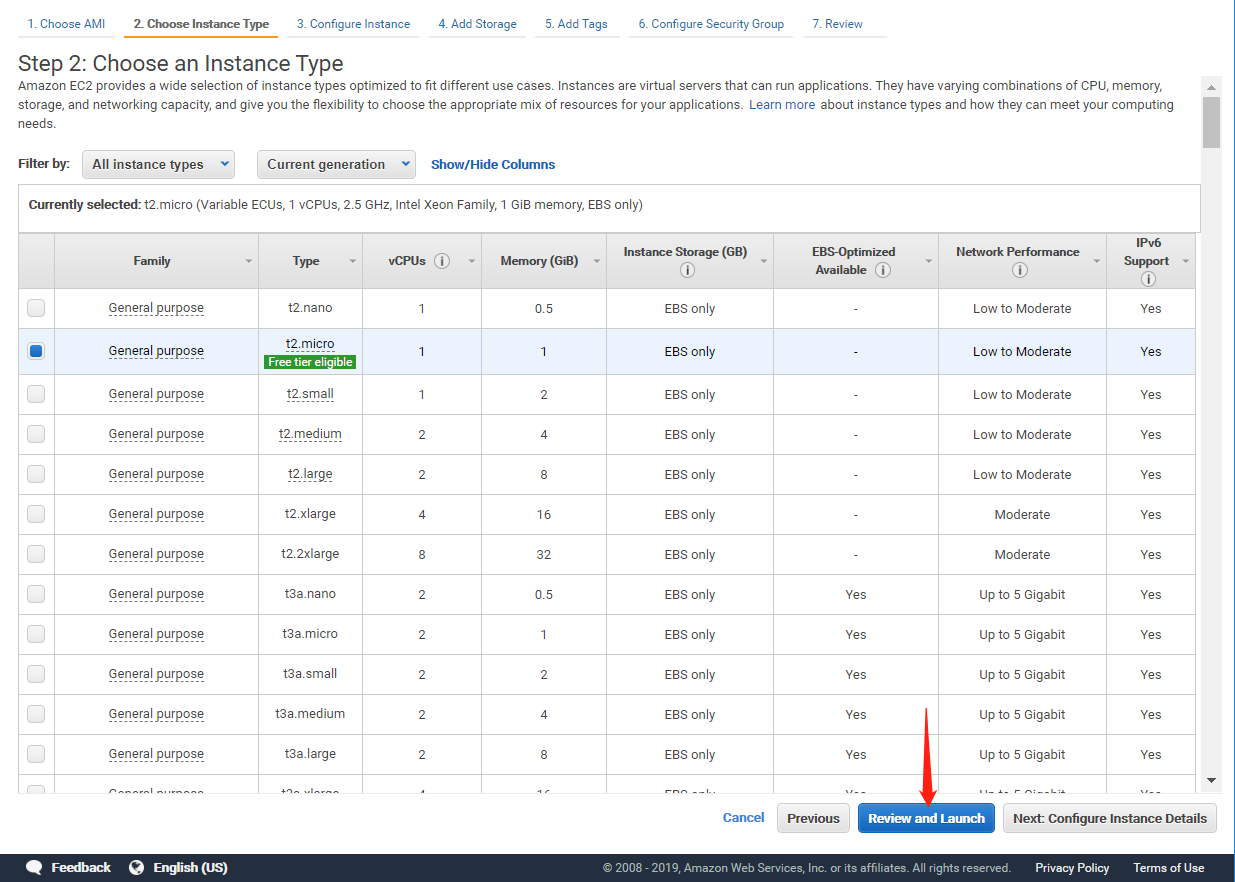 1. Choose AMI 2. Choose Instance Type 3. Configure Instance 4. Add Storage 5. Add Tags 6. Configure Security Group 7. Review
Step 2: Choose an Instance Type
Amazon EC2 provides a wide selection of instance types optimized to fit different use cases. Instances are virtual servers that can run applications. They have varying combinations of CPU, memory,
storage, and networking capacity, and give you the flexibility to choose the appropriate mix of resources for your applications. Learn more about instance types and how they can meet your computing
needs.
Filter by: All instance types Current generation Show/Hide Columns
Currently selected: t2.micro (Variable ECUs, 1 vCPUs, 2.5 GHz, Intel Xeon Family, 1 GiB memory, EBS only)
Family Type vCPUs i Memory (GiB) Instance Storage (GB) i EBS-Optimized Available i Network Performance i IPv6 Support i
General purpose t2.nano 1 0.5 EBS only - Low to Moderate Yes
General purpose t2.micro Free tier eligible 1 1 EBS only - Low to Moderate Yes
General purpose t2.small 1 2 EBS only - Low to Moderate Yes
General purpose t2.medium 2 4 EBS only - Low to Moderate Yes
General purpose t2.large 2 8 EBS only - Low to Moderate Yes
General purpose t2.xlarge 4 16 EBS only - Moderate Yes
General purpose t2.2xlarge 8 32 EBS only - Moderate Yes
General purpose t3a.nano 2 0.5 EBS only Yes Up to 5 Gigabit Yes
General purpose t3a.micro 2 1 EBS only Yes Up to 5 Gigabit Yes
General purpose t3a.small 2 2 EBS only Yes Up to 5 Gigabit Yes
General purpose t3a.medium 2 4 EBS only Yes Up to 5 Gigabit Yes
General purpose t3a.large 2 8 EBS only Yes Up to 5 Gigabit Yes
Cancel Previous Review and Launch Next: Configure Instance Details
Feedback English (US) © 2008 - 2019, Amazon Web Services, Inc. or its affiliates. All rights reserved. Privacy Policy Terms of Use